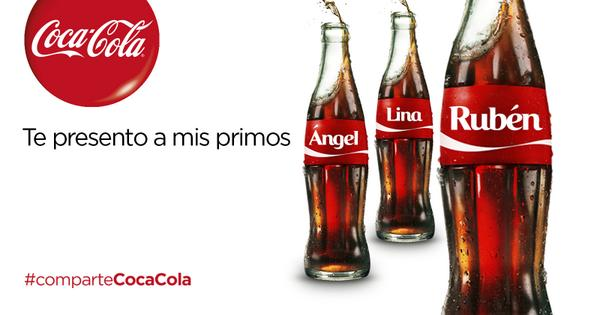 Coca-Cola
Te presento a mis primos
Ángel
Lina
Rubén
#comparteCocaCola